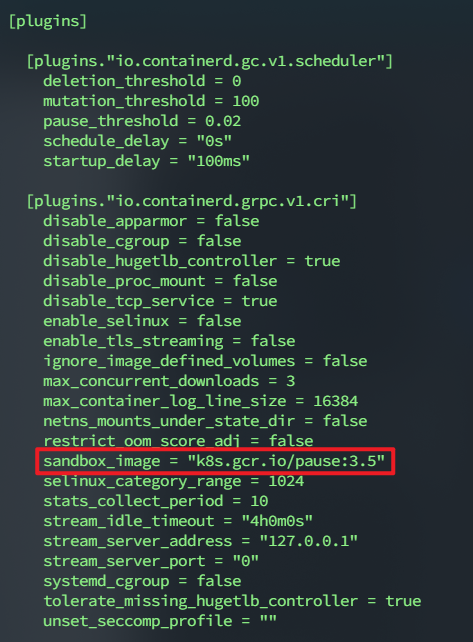 [plugins]
[plugins."io.containerd.gc.v1.scheduler"]
deletion_threshold = 0
mutation_threshold = 100
pause_threshold = 0.02
schedule_delay = "0s"
startup_delay = "100ms"
[plugins."io.containerd.grpc.v1.cri"]
disable_apparmor = false
disable_cgroup = false
disable_hugetlb_controller = true
disable_proc_mount = false
disable_tcp_service = true
enable_selinux = false
enable_tls_streaming = false
ignore_image_defined_volumes = false
max_concurrent_downloads = 3
max_container_log_line_size = 16384
netns_mounts_under_state_dir = false
restrict_oom_score_adj = false
sandbox_image = "k8s.gcr.io/pause:3.5"
selinux_category_range = 1024
stats_collect_period = 10
stream_idle_timeout = "4h0m0s"
stream_server_address = "127.0.0.1"
stream_server_port = "0"
systemd_cgroup = false
tolerate_missing_hugetlb_controller = true
unset_seccomp_profile = ""